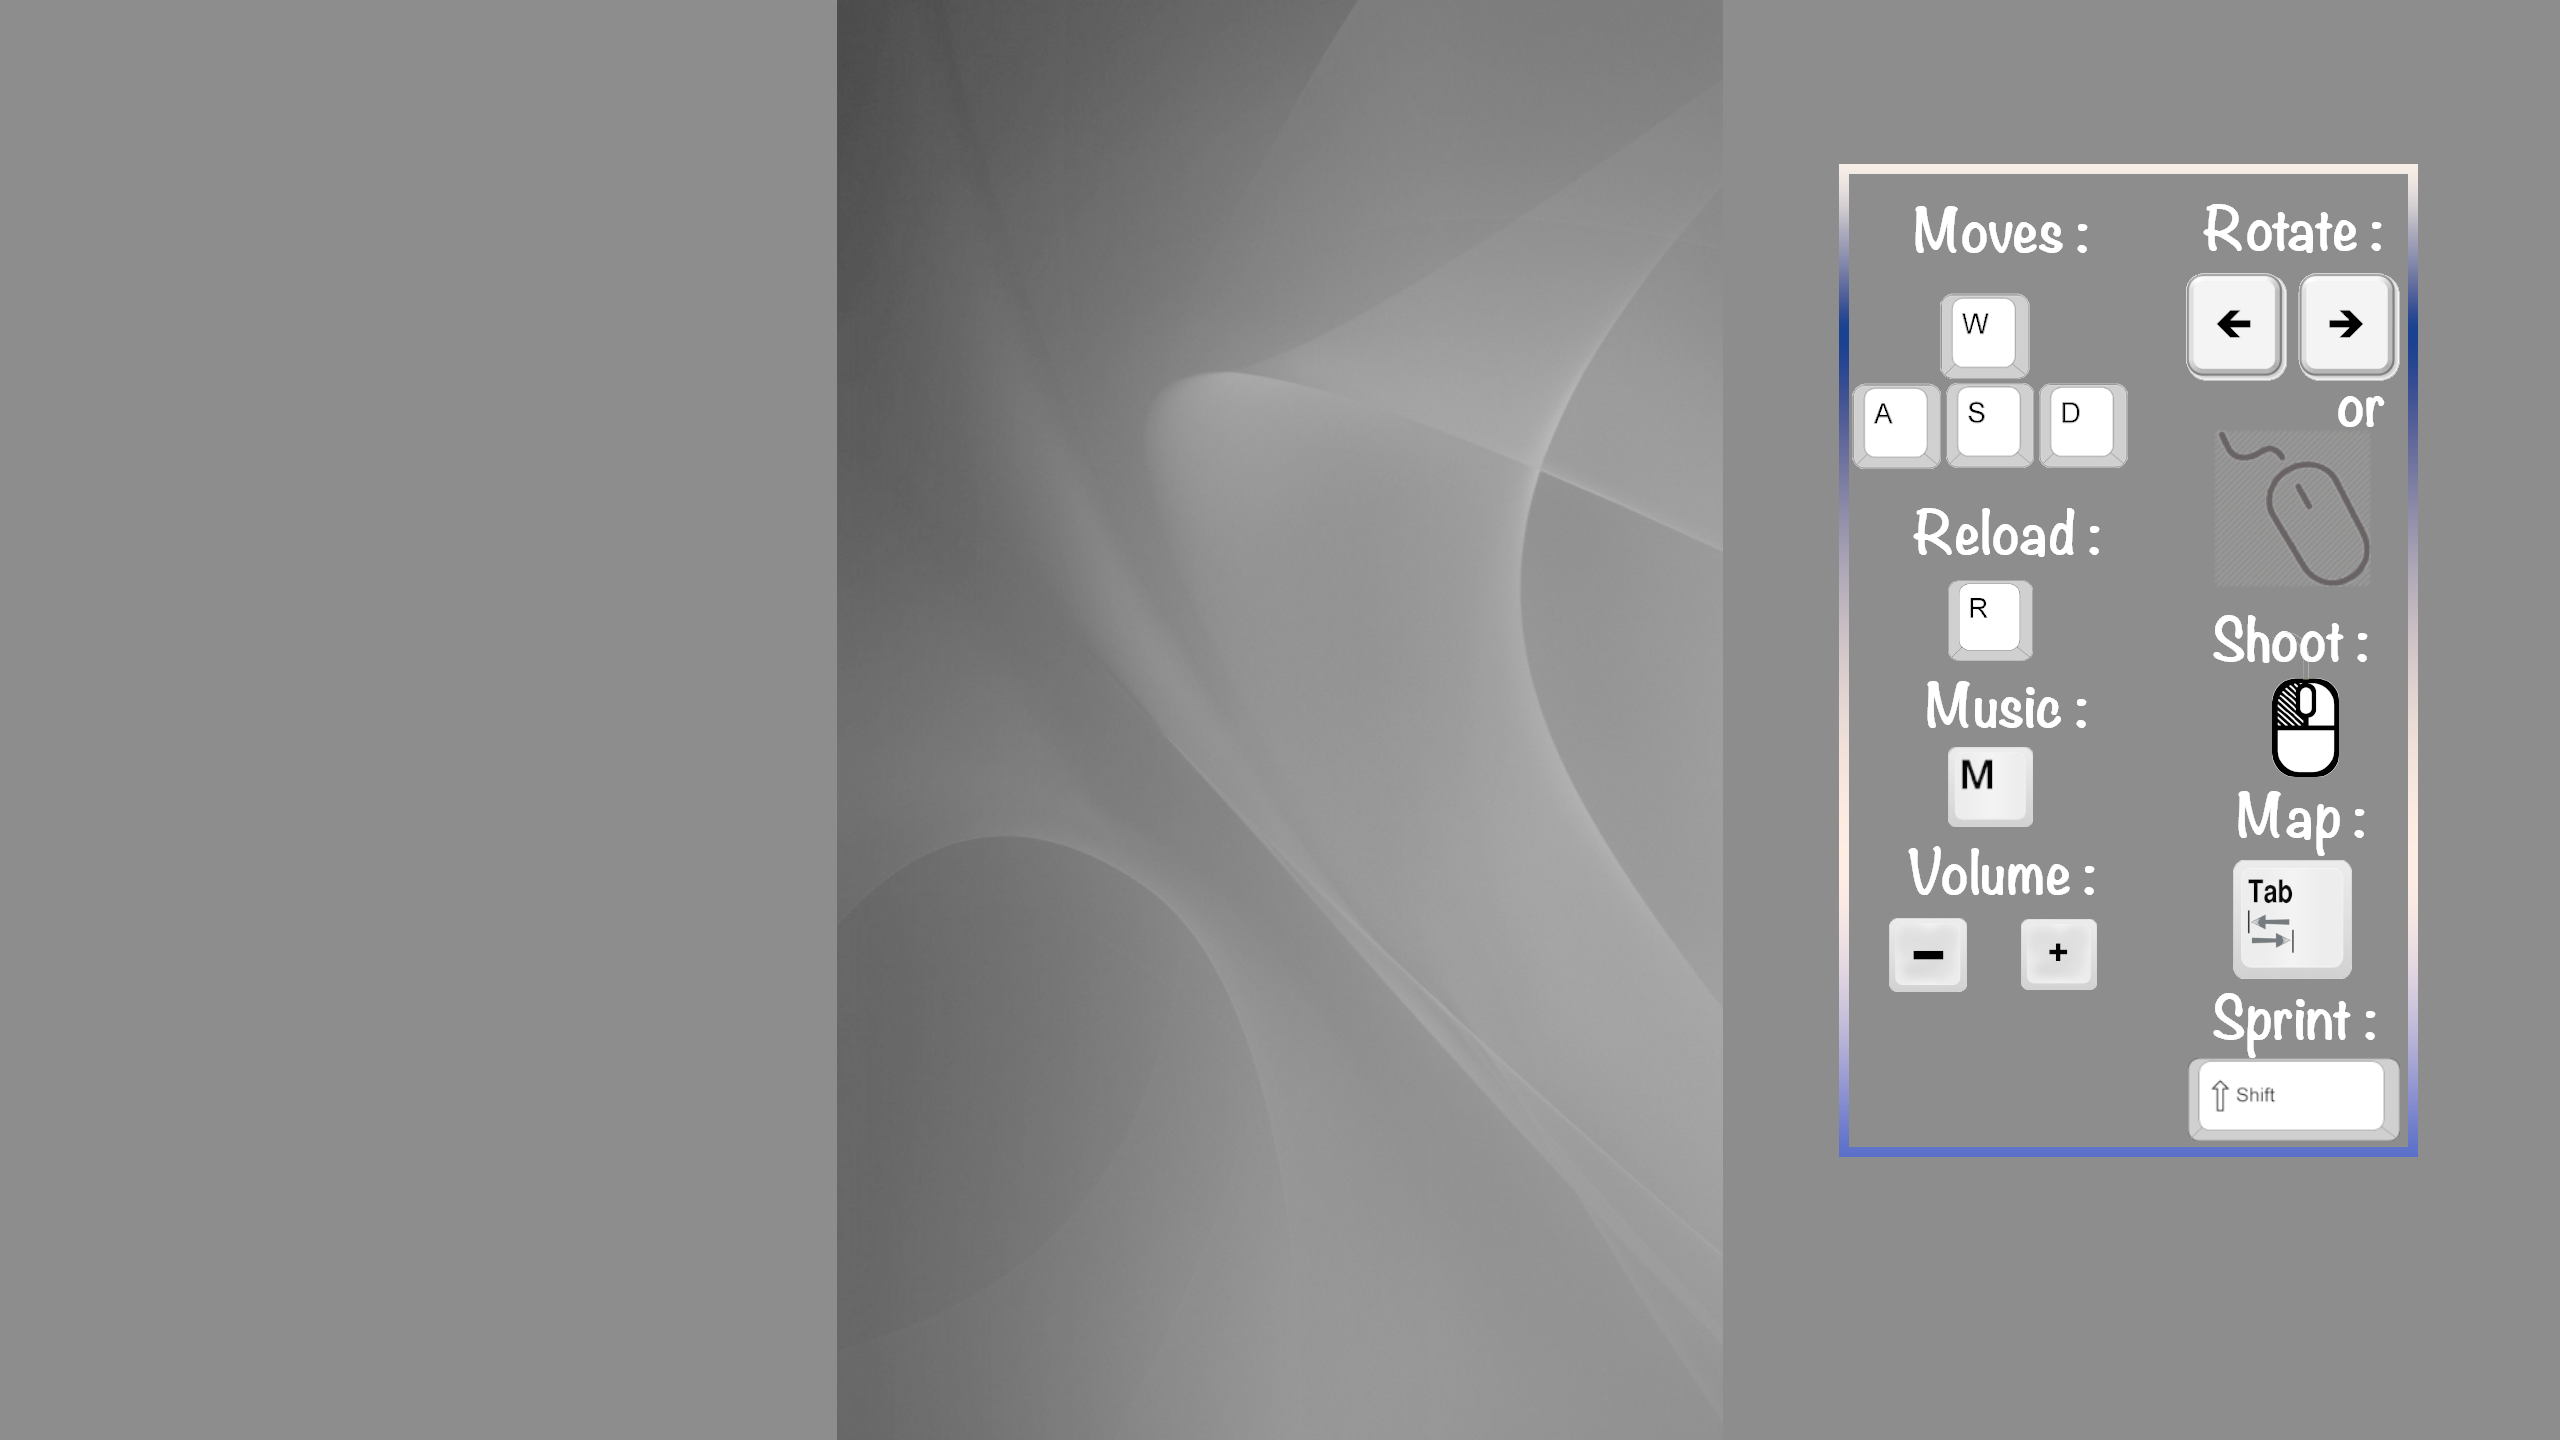 Moves :
W
A S D
Reload :
R
Music :
M
Volume :
- +
Rotate :
← →
or
Shoot :
Map :
Tab
Sprint :
⇧ Shift